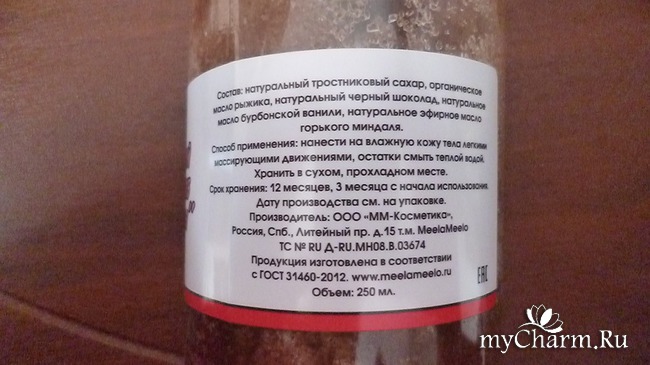 Состав: натуральный тростниковый сахар, органическое
масло рыжика, натуральный черный шоколад, натуральное
масло бурбонской ванили, натуральное эфирное масло
горького миндаля.
Способ применения: нанести на влажную кожу тела легкими
массирующими движениями, остатки смыть теплой водой.
Хранить в сухом, прохладном месте.
Срок хранения: 12 месяцев, 3 месяца с начала использования.
Дату производства см. на упаковке.
Производитель: ООО «ММ-Косметика»,
Россия, Спб., Литейный пр. д.15 т.м. MeelaMeelo
ТС № RU Д-RU.МН08.В.03674
Продукция изготовлена в соответствии
с ГОСТ 31460-2012. www.meelameelo.ru
Объем: 250 мл.
EAC
myCharm.Ru